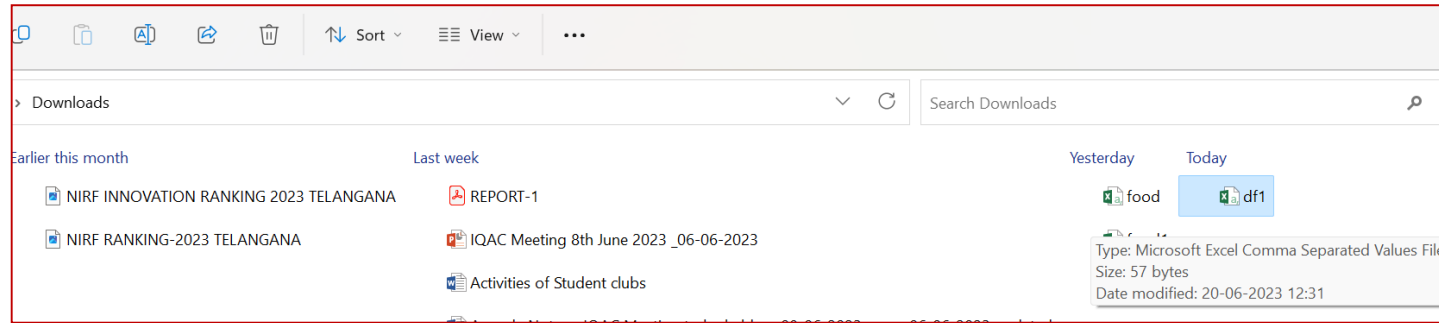 Sort View
Downloads Search Downloads
Earlier this month Last week Yesterday Today
NIRF INNOVATION RANKING 2023 TELANGANA REPORT-1 food df1
NIRF RANKING-2023 TELANGANA IQAC Meeting 8th June 2023 _06-06-2023
Type: Microsoft Excel Comma Separated Values File
Activities of Student clubs
Size: 57 bytes
Date modified: 20-06-2023 12:31